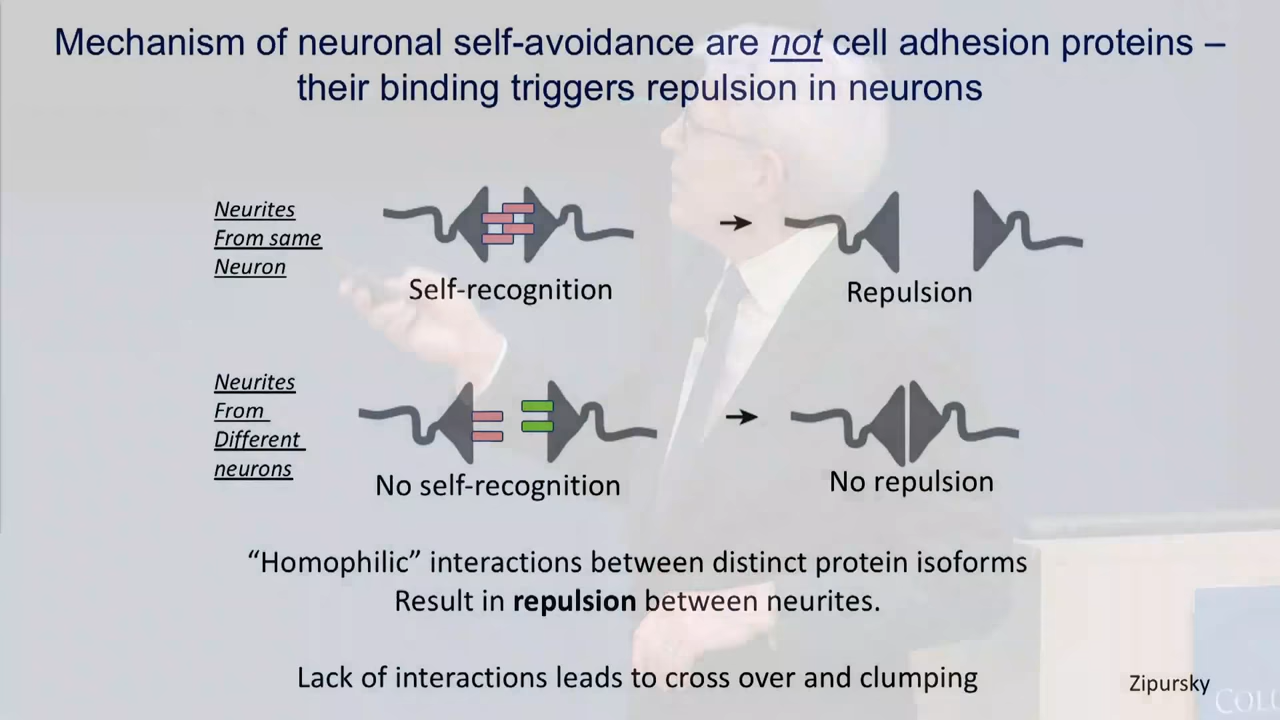 Mechanism of neuronal self-avoidance are not cell adhesion proteins –
their binding triggers repulsion in neurons
Neurites
From same
Neuron
Self-recognition
Repulsion
Neurites
From
Different
neurons
No self-recognition
No repulsion
“Homophilic” interactions between distinct protein isoforms
Result in repulsion between neurites.
Lack of interactions leads to cross over and clumping
Zipursky